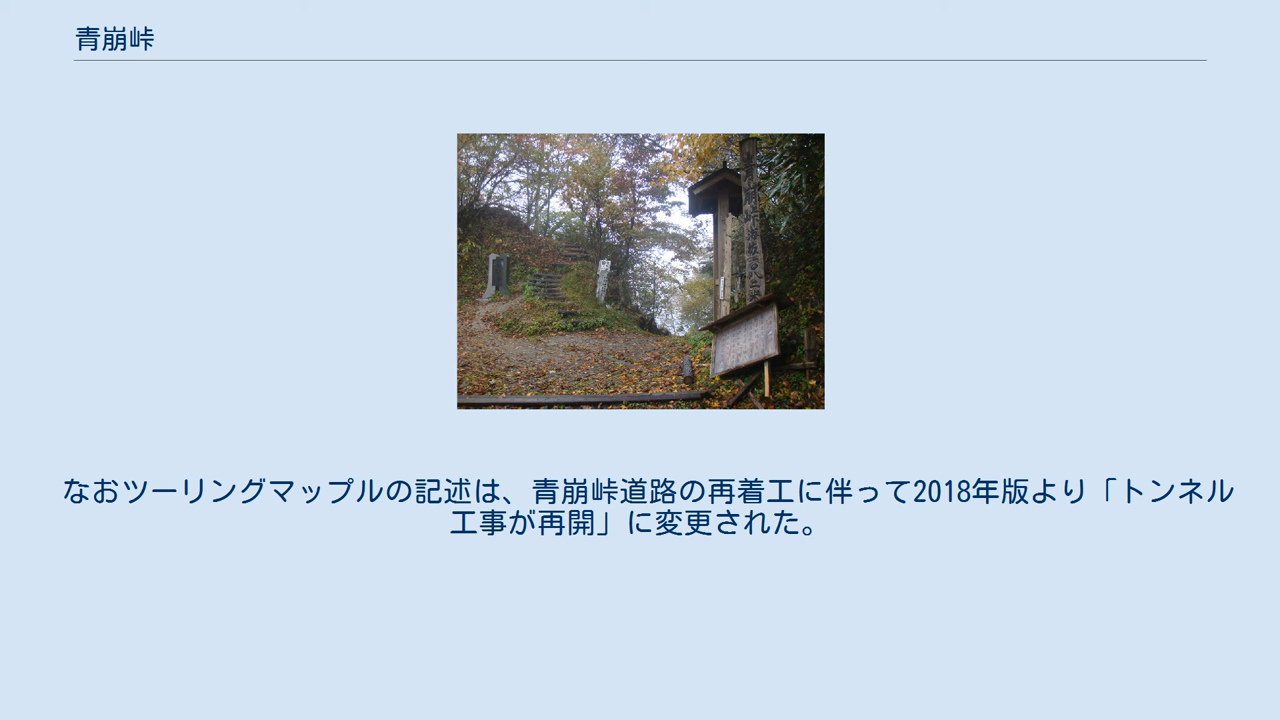 青崩峠
なおツーリングマップルの記述は、青崩峠道路の再着工に伴って2018年版より「トンネル
工事が再開」に変更された。